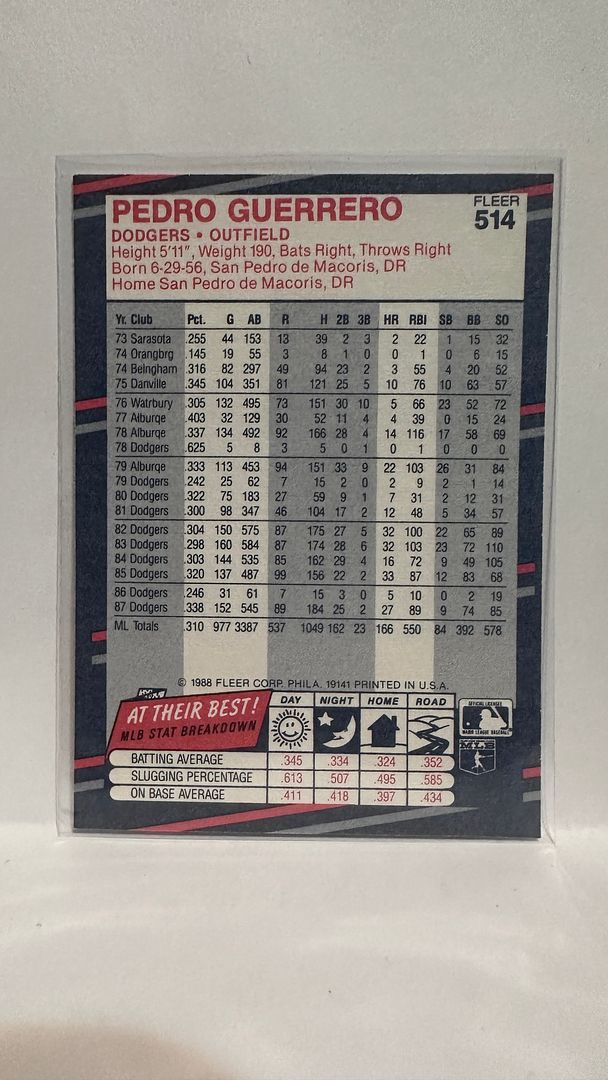 PEDRO GUERRERO
FLEER
514
DODGERS • OUTFIELD
Height 5'11", Weight 190, Bats Right, Throws Right
Born 6-29-56, San Pedro de Macoris, DR
Home San Pedro de Macoris, DR
Yr. Club Pct. G AB R H 2B 3B HR RBI SB BB SO
73 Sarasota .255 44 153 13 39 2 3 2 22 1 15 32
74 Orangbrg .145 19 55 3 8 1 0 0 1 0 6 15
74 Belngham .316 82 297 49 94 23 2 3 55 4 20 52
75 Danville .345 104 351 81 121 25 5 10 76 10 63 57
76 Watrbury .305 132 495 73 151 30 10 5 66 23 52 72
77 Alburqe .403 32 129 30 52 11 4 4 39 0 15 24
78 Alburqe .337 134 492 92 166 28 4 14 116 17 58 69
78 Dodgers .625 5 8 3 5 0 1 0 1 0 0 0
79 Alburqe .333 113 453 94 151 33 9 22 103 26 31 84
79 Dodgers .242 25 62 7 15 2 0 2 9 2 1 14
80 Dodgers .322 75 183 27 59 9 1 7 31 2 12 31
81 Dodgers .300 98 347 46 104 17 2 12 48 5 34 57
82 Dodgers .304 150 575 87 175 27 5 32 100 22 65 89
83 Dodgers .298 160 584 87 174 28 6 32 103 23 72 110
84 Dodgers .303 144 535 85 162 29 4 16 72 9 49 105
85 Dodgers .320 137 487 99 156 22 2 33 87 12 83 68
86 Dodgers .246 31 61 7 15 3 0 5 10 0 2 19
87 Dodgers .338 152 545 89 184 25 2 27 89 9 74 85
ML Totals .310 977 3387 537 1049 162 23 166 550 84 392 578
© 1988 FLEER CORP. PHILA. 19141 PRINTED IN U.S.A.
AT THEIR BEST!
MLB STAT BREAKDOWN
DAY NIGHT HOME ROAD
BATTING AVERAGE .345 .334 .324 .352
SLUGGING PERCENTAGE .613 .507 .495 .585
ON BASE AVERAGE .411 .418 .397 .434
OFFICIAL LICENSEE
MAJOR LEAGUE BASEBALL